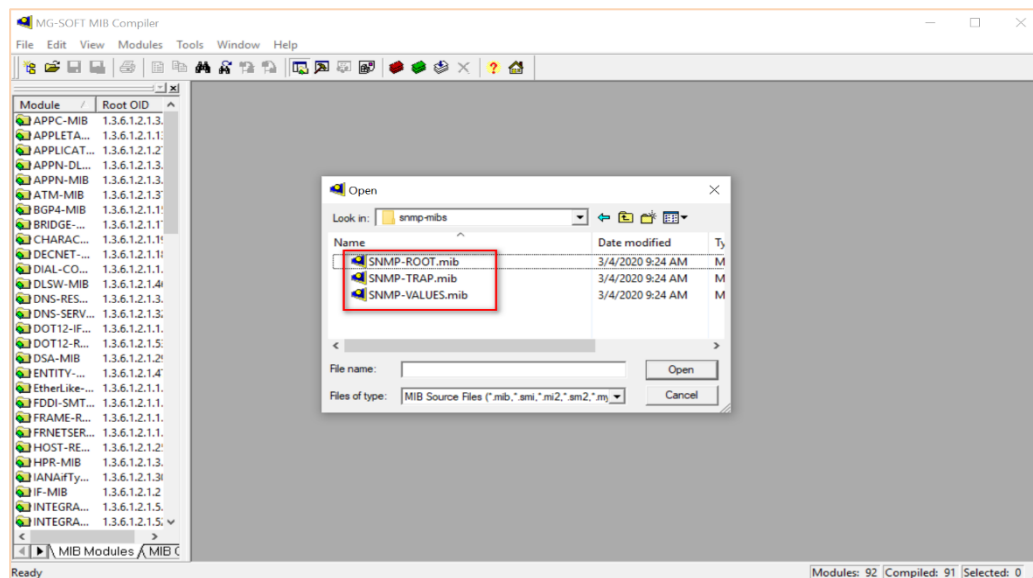 MG-SOFT MIB Compiler
File Edit View Modules Tools Window Help
Module / Root OID
APPC-MIB 1.3.6.1.2.1.3.
APPLETA... 1.3.6.1.2.1.1
APPLICAT... 1.3.6.1.2.1.2
APPN-DL... 1.3.6.1.2.1.3.
APPN-MIB 1.3.6.1.2.1.3.
ATM-MIB 1.3.6.1.2.1.3
BGP4-MIB 1.3.6.1.2.1.1
BRIDGE-... 1.3.6.1.2.1.1
CHARAC... 1.3.6.1.2.1.1
DECNET-... 1.3.6.1.2.1.1
DIAL-CO... 1.3.6.1.2.1.1.
DLSW-MIB 1.3.6.1.2.1.4
DNS-RES... 1.3.6.1.2.1.3.
DNS-SERV... 1.3.6.1.2.1.3
DOT12-IF... 1.3.6.1.2.1.1.
DOT12-R... 1.3.6.1.2.1.5
DSA-MIB 1.3.6.1.2.1.2
ENTITY-... 1.3.6.1.2.1.4
EtherLike-... 1.3.6.1.2.1.1.
FDDI-SMT... 1.3.6.1.2.1.1.
FRAME-R... 1.3.6.1.2.1.1.
FRNETSER... 1.3.6.1.2.1.1.
HOST-RE... 1.3.6.1.2.1.2
HPR-MIB 1.3.6.1.2.1.3.
IANAifTy... 1.3.6.1.2.1.3
IF-MIB 1.3.6.1.2.1.2
INTEGRA... 1.3.6.1.2.1.5.
INTEGRA... 1.3.6.1.2.1.5
MIB Modules MIB
Open
Look in: snmp-mibs
Name Date modified Ty
SNMP-ROOT.mib 3/4/2020 9:24 AM M
SNMP-TRAP.mib 3/4/2020 9:24 AM M
SNMP-VALUES.mib 3/4/2020 9:24 AM M
File name: Open
Files of type: MIB Source Files (*.mib,*.smi,*.mi2,*.sm2,*.my Cancel
Ready Modules: 92 Compiled: 91 Selected: 0